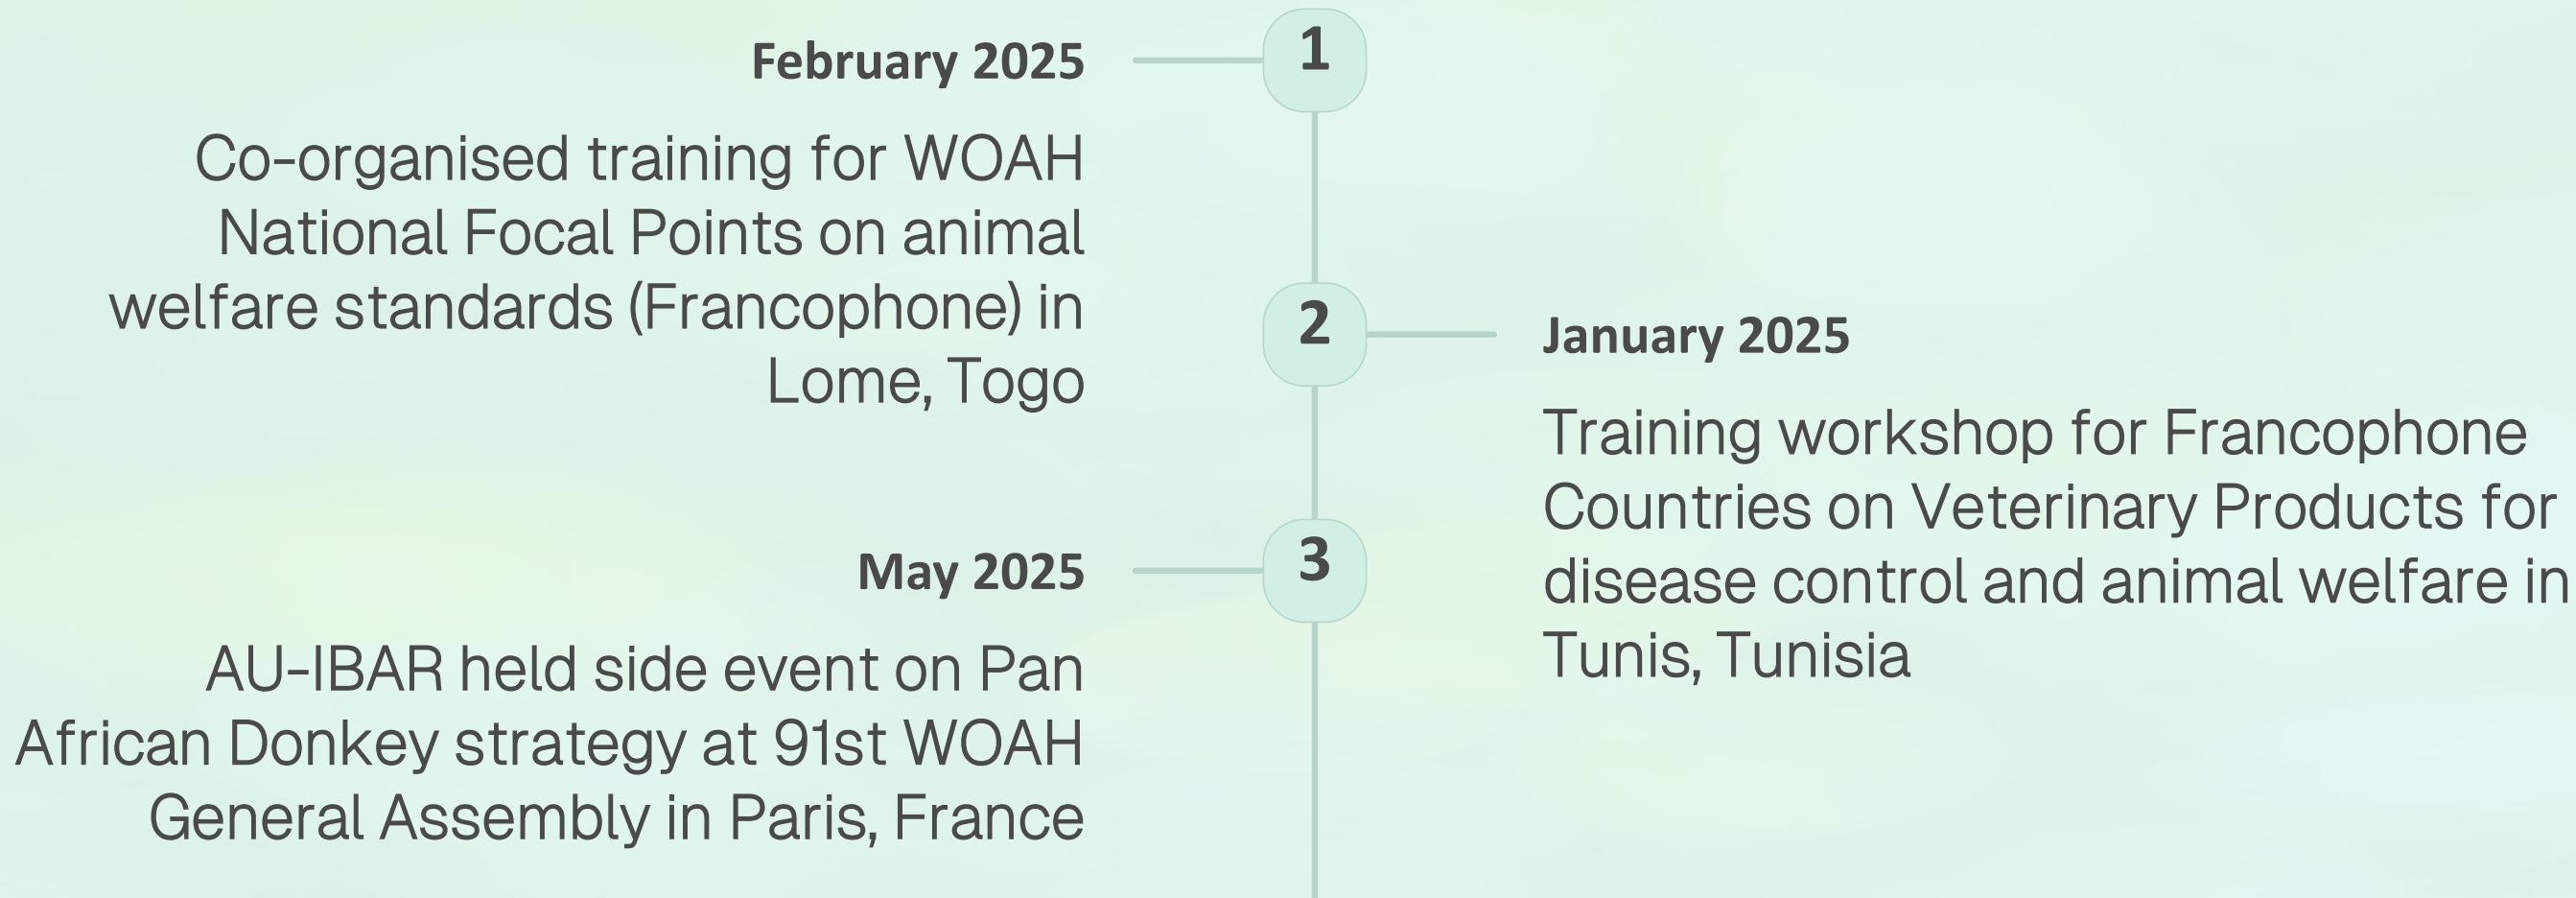 1
February 2025
Co-organised training for WOAH
National Focal Points on animal
welfare standards (Francophone) in
Lome, Togo
2
January 2025
Training workshop for Francophone
Countries on Veterinary Products for
disease control and animal welfare in
Tunis, Tunisia
3
May 2025
AU-IBAR held side event on Pan
African Donkey strategy at 91st WOAH
General Assembly in Paris, France